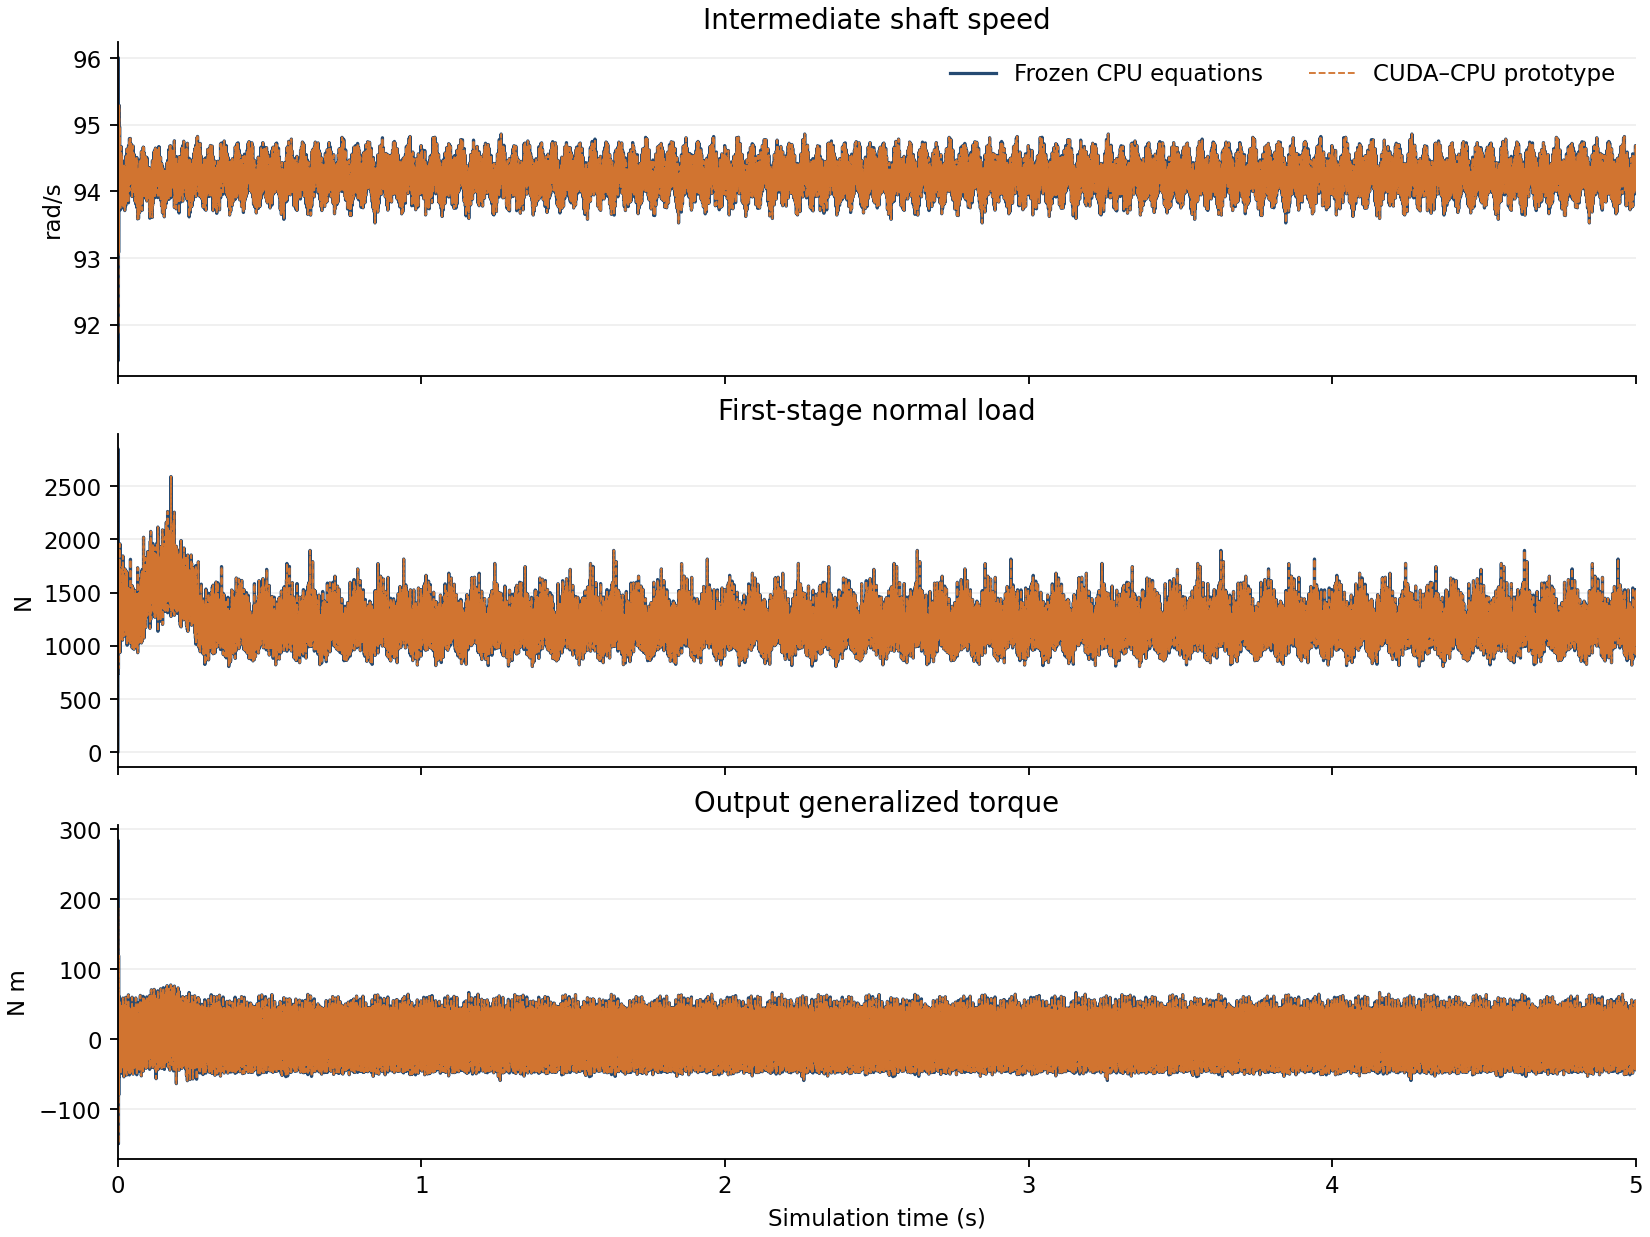 Intermediate shaft speed
Frozen CPU equations
CUDA–CPU prototype
96
95
94
93
92
rad/s
First-stage normal load
2500
2000
1500
1000
500
0
N
Output generalized torque
300
200
100
0
−100
N m
0 1 2 3 4 5
Simulation time (s)